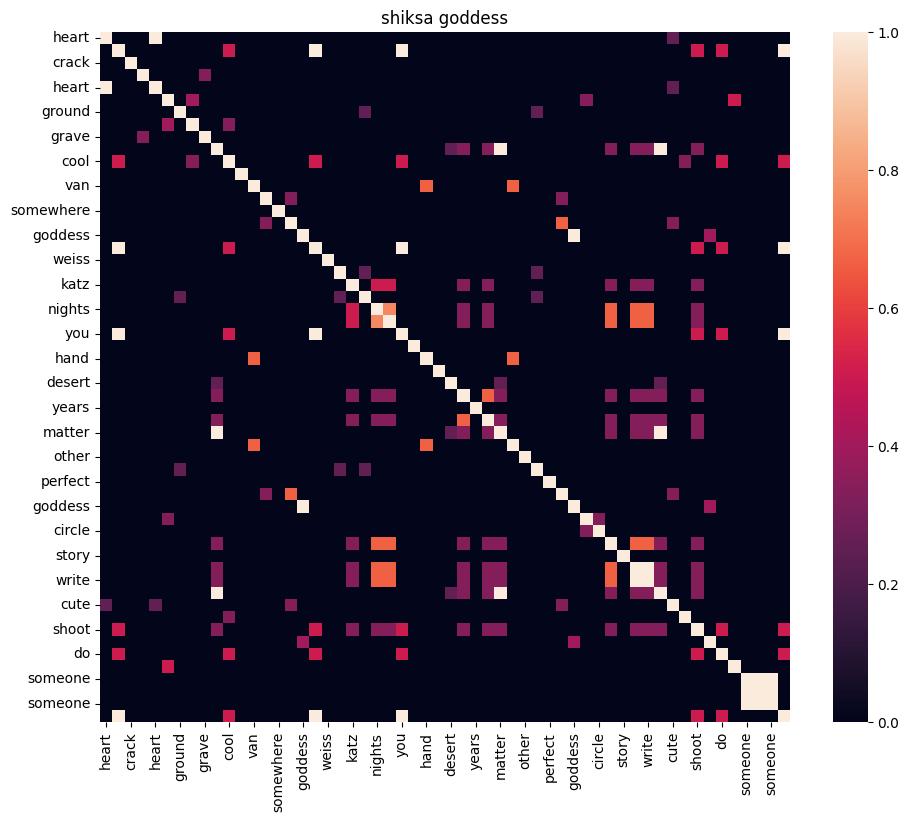 shiksa goddess
heart
crack
heart
ground
grave
cool
van
somewhere
goddess
weiss
katz
nights
you
hand
desert
years
matter
other
perfect
goddess
circle
story
write
cute
shoot
do
someone
someone
1.0
0.8
0.6
0.4
0.2
0.0
heart
crack
heart
ground
grave
cool
van
somewhere
goddess
weiss
katz
nights
you
hand
desert
years
matter
other
perfect
goddess
circle
story
write
cute
shoot
do
someone
someone